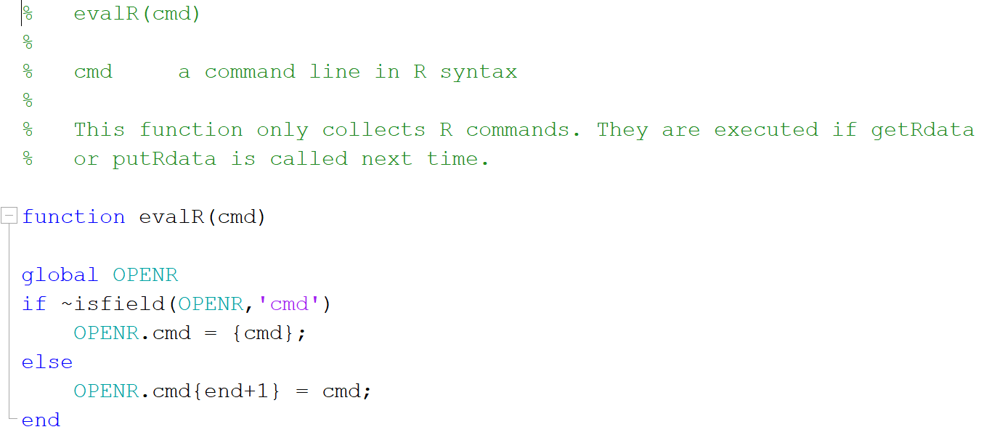 %   evalR(cmd)
%
%   cmd     a command line in R syntax
%
%   This function only collects R commands. They are executed if getRdata
%   or putRdata is called next time.
function evalR(cmd)
global OPENR
if ~isfield(OPENR,'cmd')
    OPENR.cmd = {cmd};
else
    OPENR.cmd{end+1} = cmd;
end